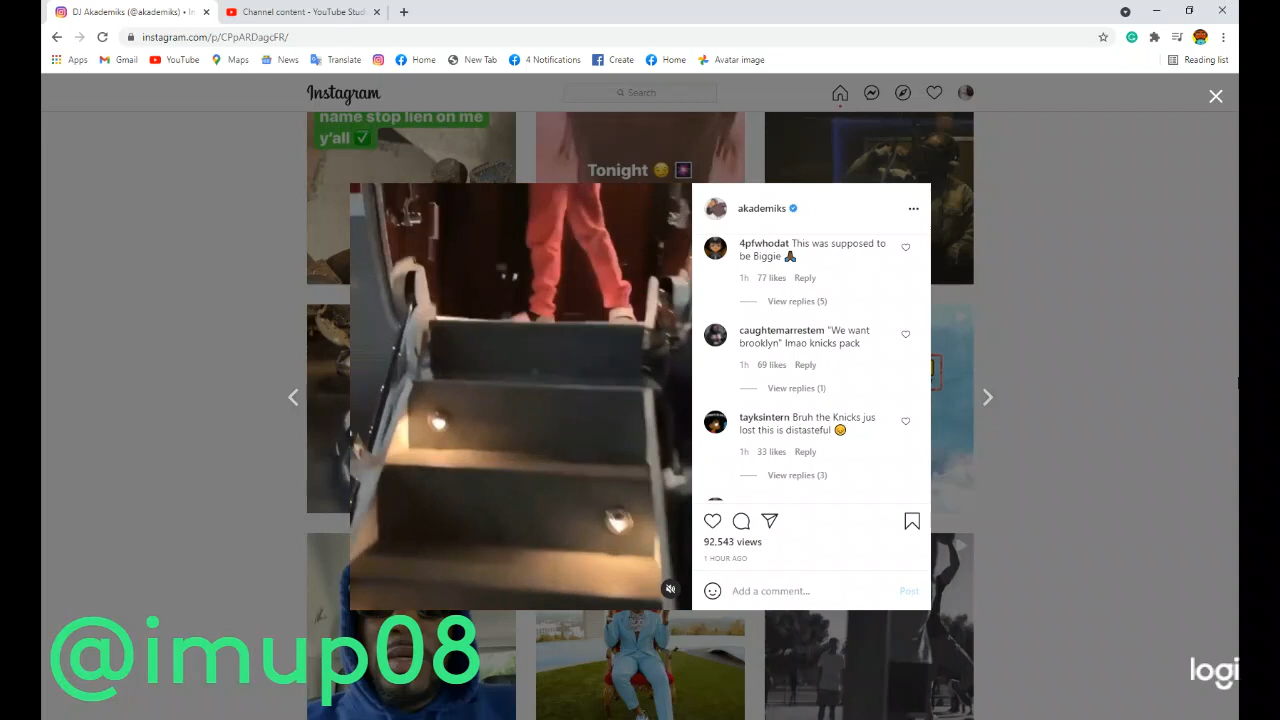 DJ Akademiks (@akademiks) • In
Channel content - YouTube Stud
instagram.com/p/CPpARDagcFR/
Apps
Gmail
YouTube
Maps
News
Translate
Home
New Tab
4 Notifications
Create
Home
Avatar image
Reading list
Instagram
Search
name stop lien on me
y'all ✅
Tonight 😏 🎆
akademiks
4pfwhodat This was supposed to
be Biggie 🙏🏾
1h 77 likes Reply
View replies (5)
caughtemarrestem "We want
brooklyn" lmao knicks pack
1h 69 likes Reply
View replies (1)
tayksintern Bruh the Knicks jus
lost this is distasteful 😔
1h 33 likes Reply
View replies (3)
92,543 views
1 HOUR AGO
Add a comment...
Post
@imup08
logi